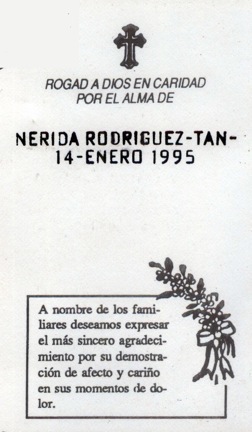 ROGAD A DIOS EN CARIDAD
POR EL ALMA DE
NERIDA RODRIGUEZ-TAN-
14-ENERO 1995
A nombre de los fami-
liares deseamos expresar
el más sincero agradeci-
miento por su demostra-
ción de afecto y cariño
en sus momentos de do-
lor.